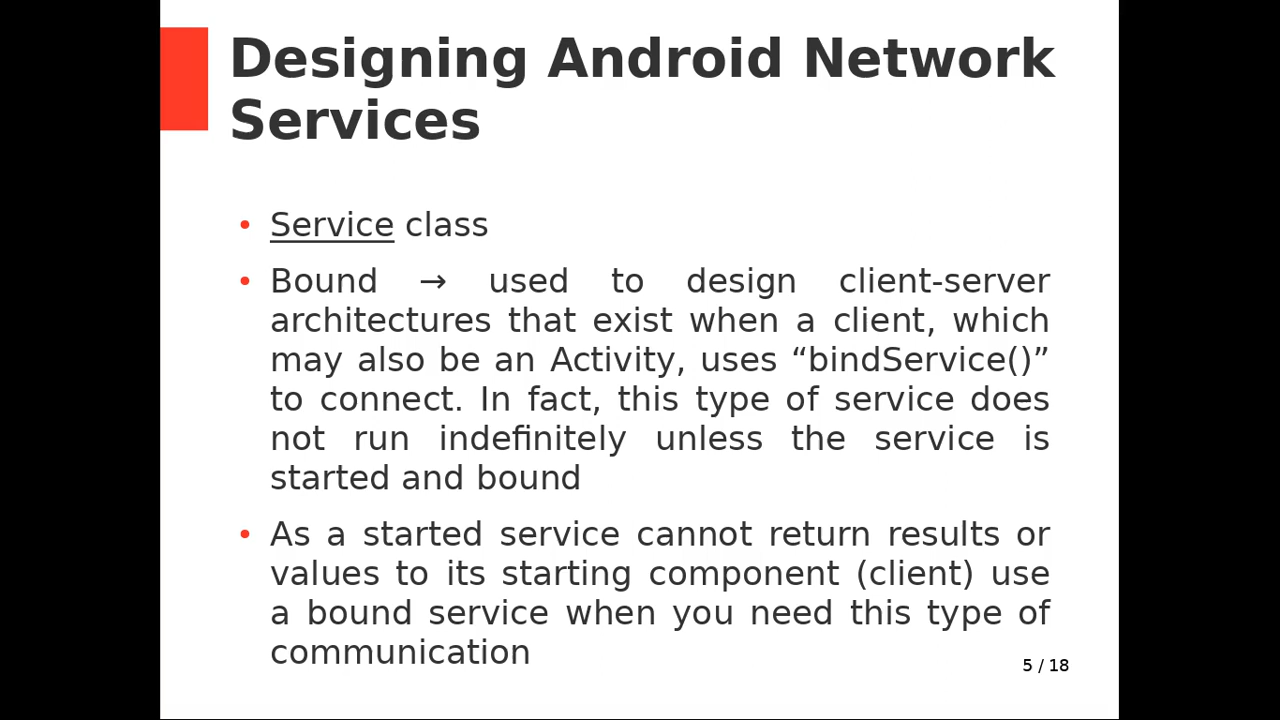 Designing Android Network
Services
• Service class
• Bound → used to design client-server
architectures that exist when a client, which
may also be an Activity, uses “bindService()”
to connect. In fact, this type of service does
not run indefinitely unless the service is
started and bound
• As a started service cannot return results or
values to its starting component (client) use
a bound service when you need this type of
communication
5 / 18